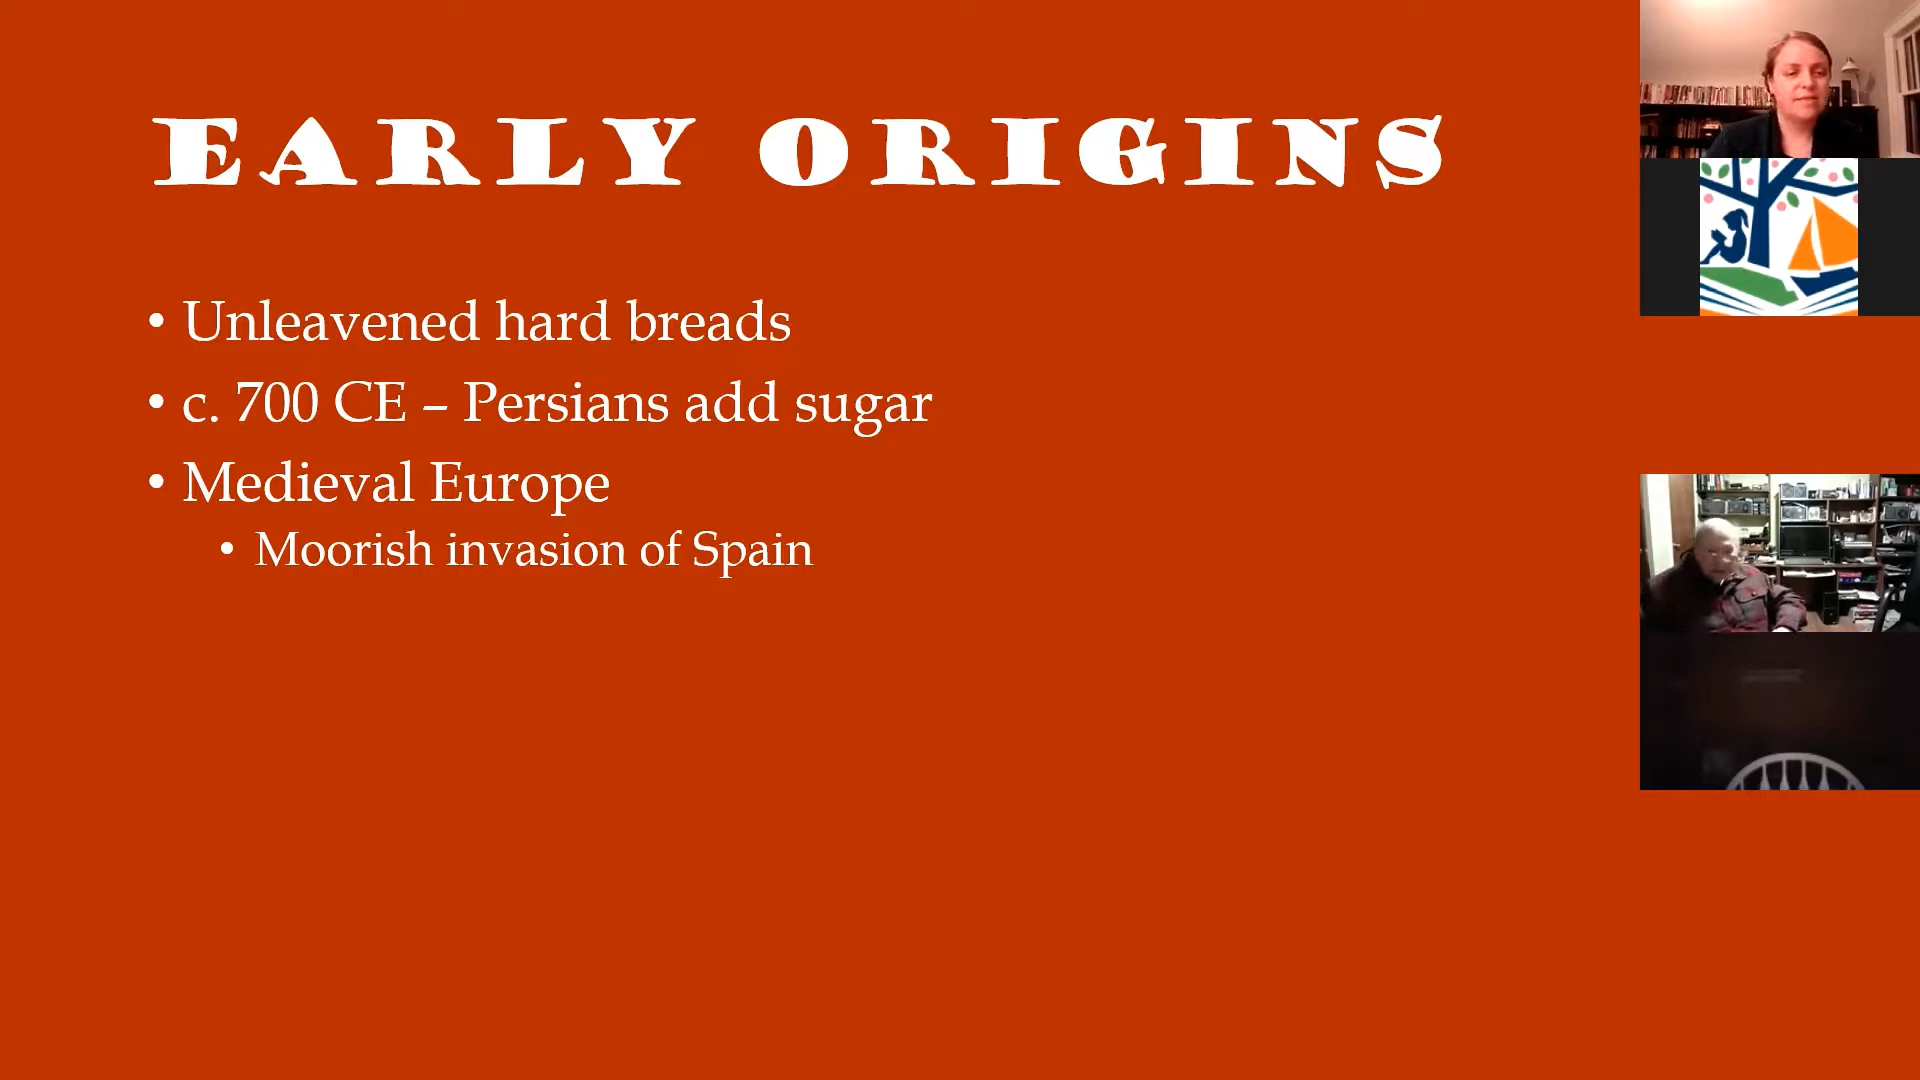 EARLY ORIGINS
• Unleavened hard breads
• c. 700 CE – Persians add sugar
• Medieval Europe
• Moorish invasion of Spain